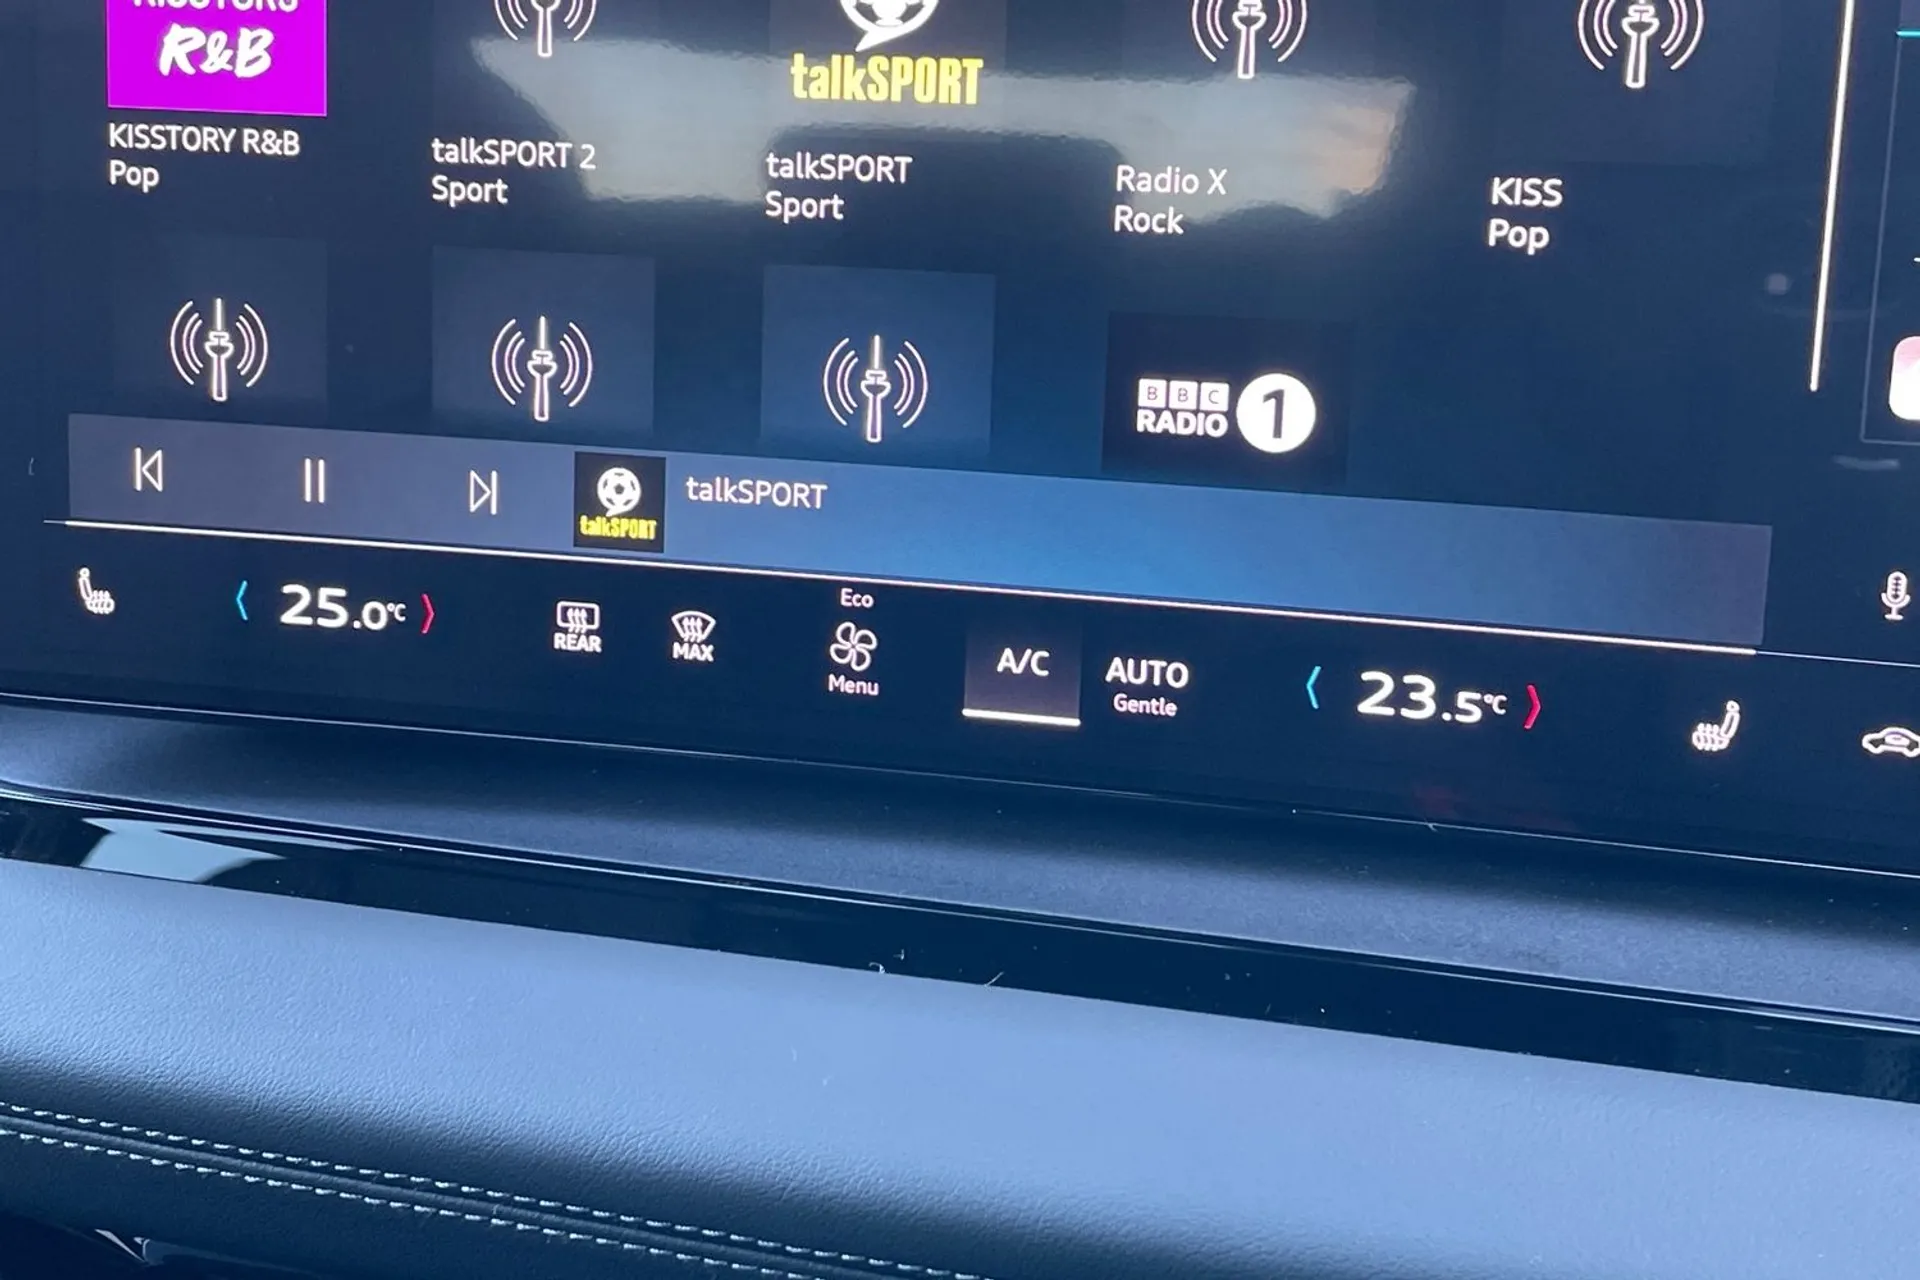 R&B
talkSPORT
KISSTORY R&B
Pop
talkSPORT 2
Sport
talkSPORT
Sport
Radio X
Rock
KISS
Pop
BBC
RADIO 1
talkSPORT
talkSPORT
25.0°C
REAR
MAX
Eco
Menu
A/C
AUTO
Gentle
23.5°C